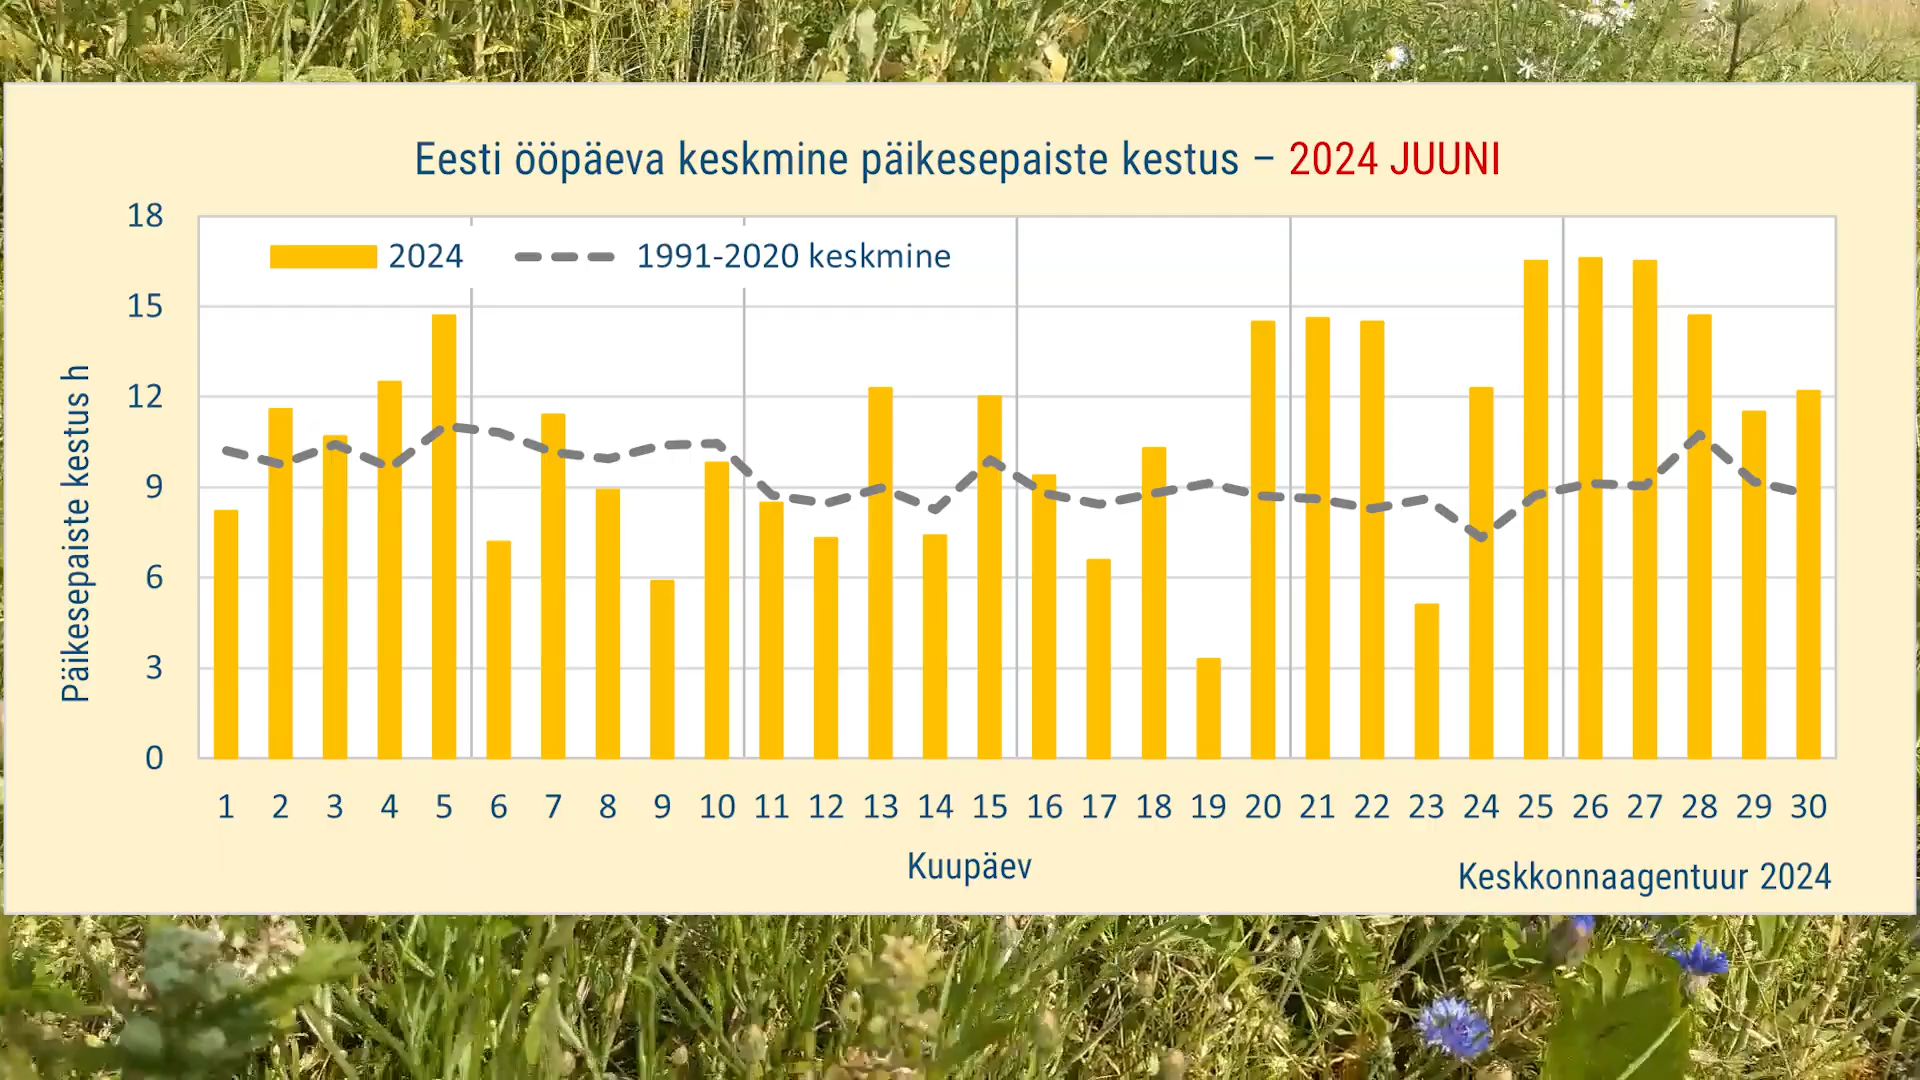 Eesti ööpäeva keskmine päikesepaiste kestus – 2024 JUUNI
2024
1991-2020 keskmine
Päikesepaiste kestus h
18
15
12
9
6
3
0
1 2 3 4 5 6 7 8 9 10 11 12 13 14 15 16 17 18 19 20 21 22 23 24 25 26 27 28 29 30
Kuupäev
Keskkonnaagentuur 2024